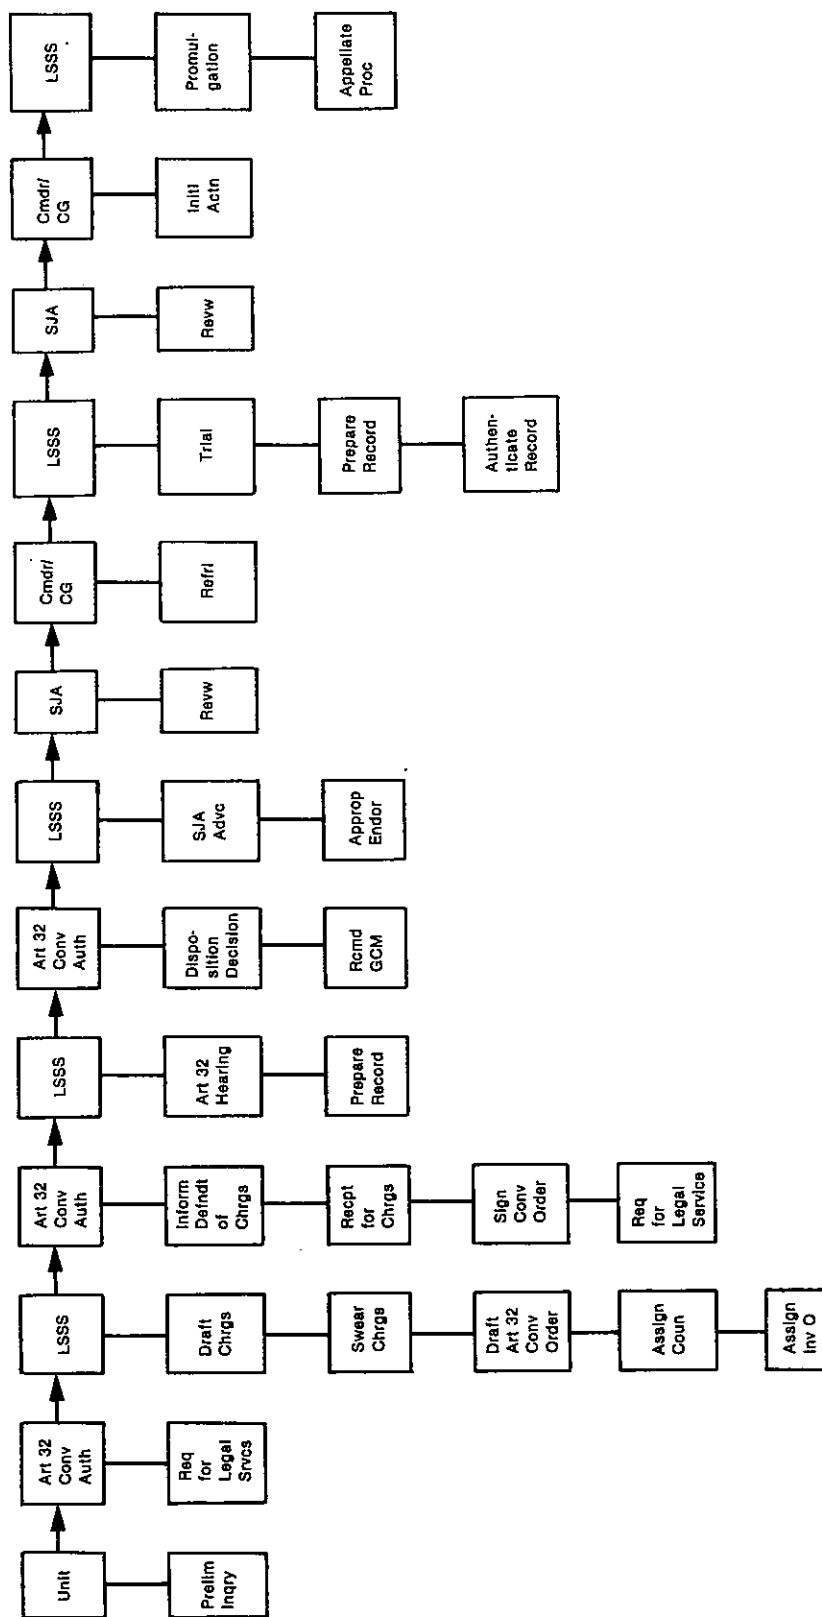 Unit
Prelim
Inqry
Art 32
Conv
Auth
Req
for
Legal
Srvcs
LSSS
Draft
Chrgs
Swear
Chrgs
Draft
Art 32
Conv
Order
Assign
Coun
Assign
Inv O
Art 32
Conv
Auth
Inform
Defndt
of
Chrgs
Recpt
for
Chrgs
Sign
Conv
Order
Req
for
Legal
Service
LSSS
Art 32
Hearing
Prepare
Record
Art 32
Conv
Auth
Dispo-
sition
Decision
Rcmd
GCM
LSSS
SJA
Advc
Approp
Endor
SJA
Revw
Cmdr/
CG
Refrl
LSSS
Trial
Prepare
Record
Authen-
ticate
Record
SJA
Revw
Cmdr/
CG
Initl
Actn
LSSS
Promul-
gation
Appellate
Proc